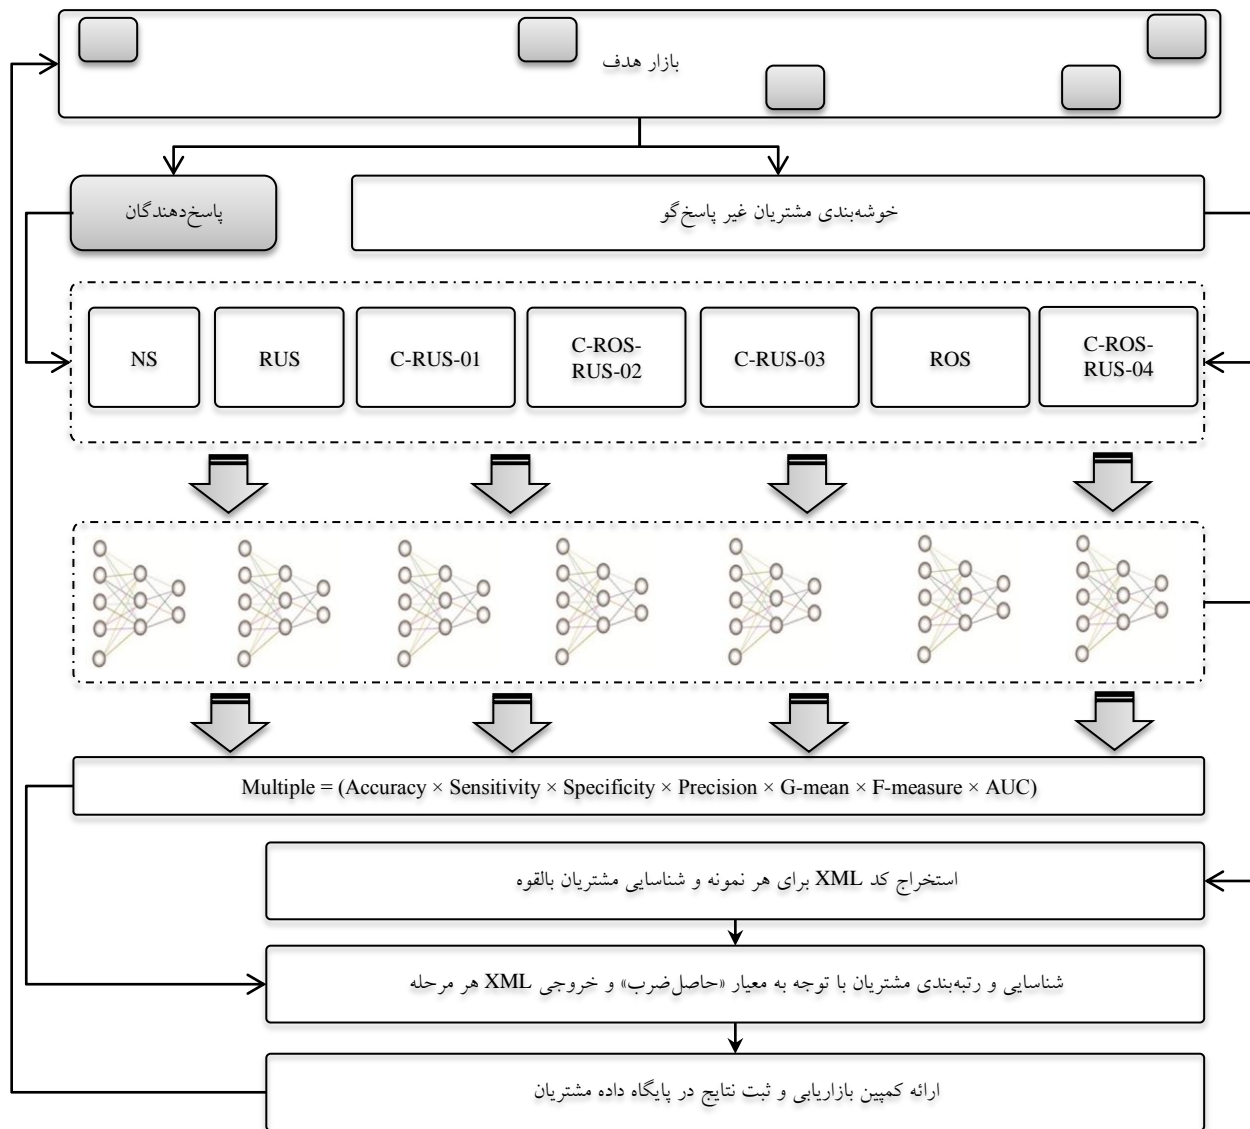 بازار هدف
پاسخ‌دهندگان
خوشه‌بندی مشتریان غیر پاسخ‌گو
NS
RUS
C-RUS-01
C-ROS-
RUS-02
C-RUS-03
ROS
C-ROS-
RUS-04
Multiple = (Accuracy × Sensitivity × Specificity × Precision × G-mean × F-measure × AUC)
استخراج کد XML برای هر نمونه و شناسایی مشتریان بالقوه
شناسایی و رتبه‌بندی مشتریان با توجه به معیار «حاصل‌ضرب» و خروجی XML هر مرحله
ارائه کمپین بازاریابی و ثبت نتایج در پایگاه داده مشتریان